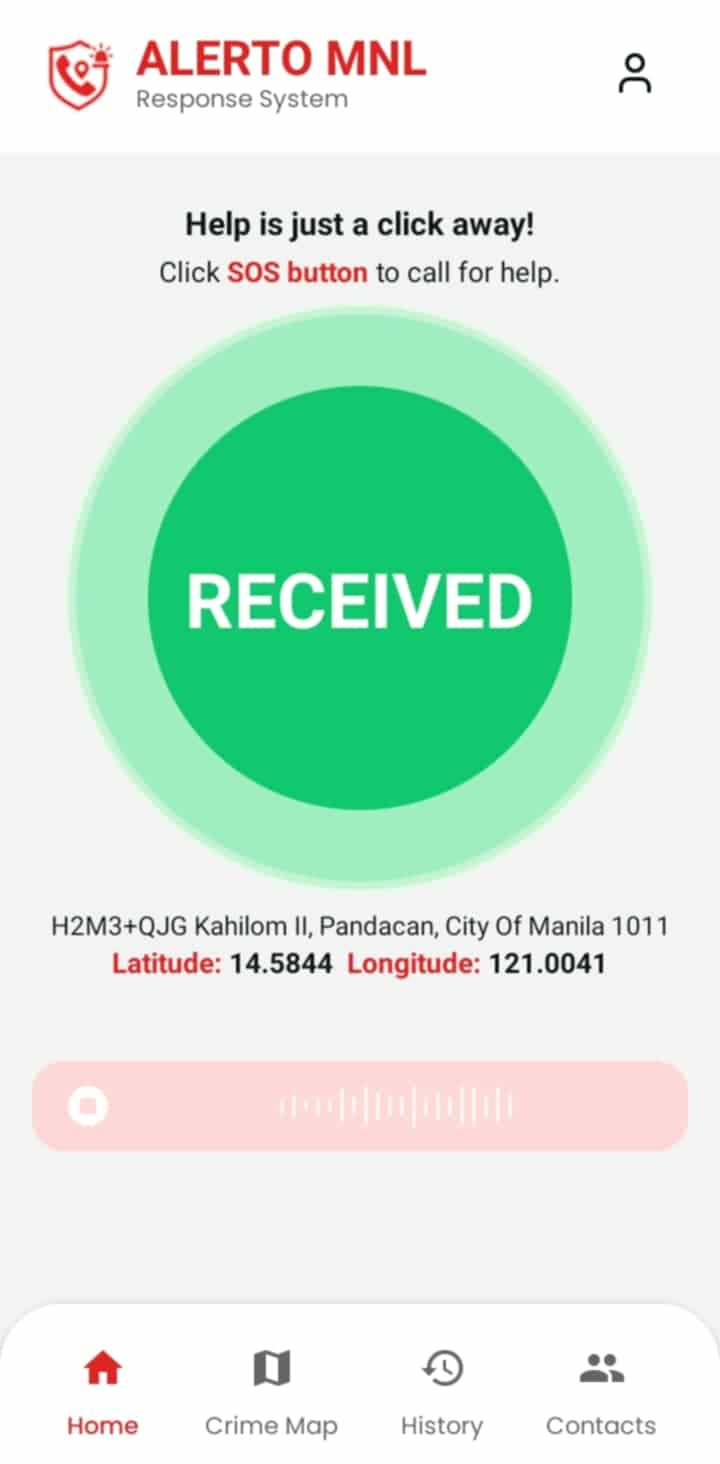 ALERTO MNL
Response System
Help is just a click away!
Click SOS button to call for help.
RECEIVED
H2M3+QJG Kahilom II, Pandacan, City Of Manila 1011
Latitude: 14.5844 Longitude: 121.0041
Home Crime Map History Contacts